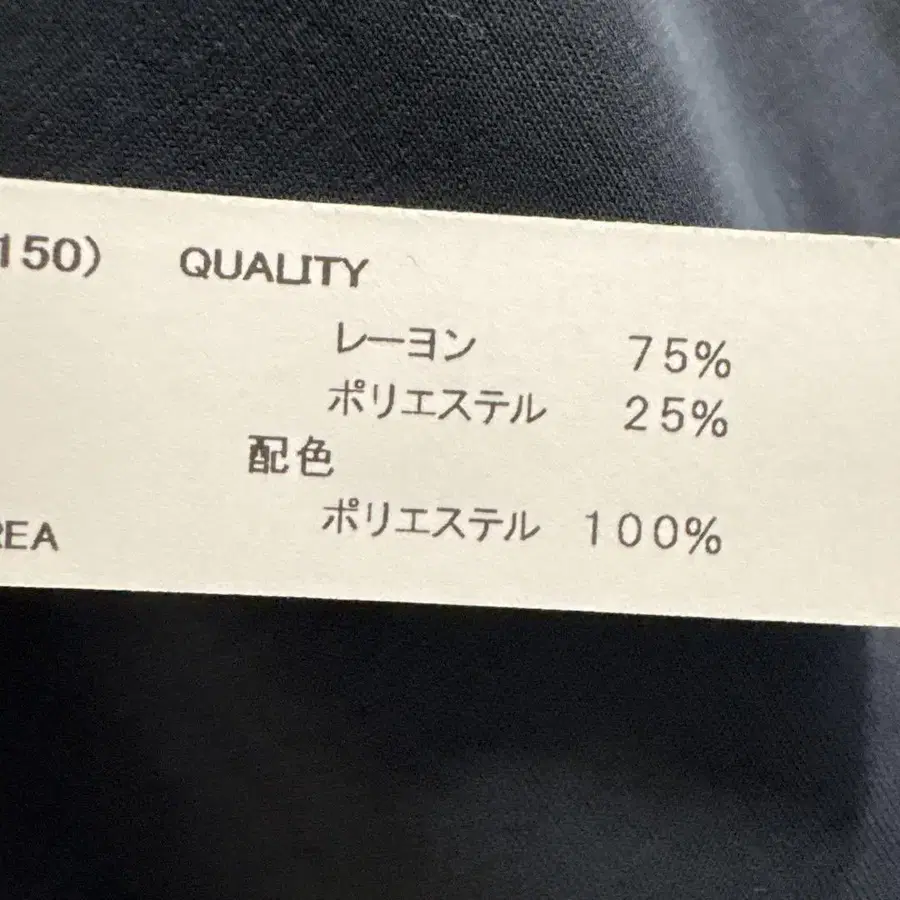 150) QUALITY
レーヨン 75%
ポリエステル 25%
配色
ポリエステル 100%
REA